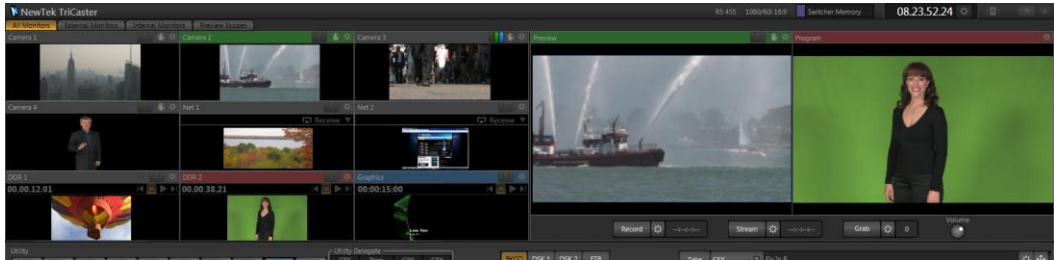 NewTek TriCaster
RS 455 1080/60i 16:9 Switcher Memory 08.23.52.24
All Monitors External Monitors Internal Monitors Preview Scopes
Camera 1 Camera 2 Camera 3 Preview Program
Camera 4 Net 1 Net 2
Receive Receive
DDR 1 DDR 2 Graphics
00.00.12.01 00.00.38.21 00:00:15:00
Record --:--:-- Stream --:--:-- Grab 0 Volume
Utility Utility Delegate
BKGD DSK 1 DSK 2 FTB Take